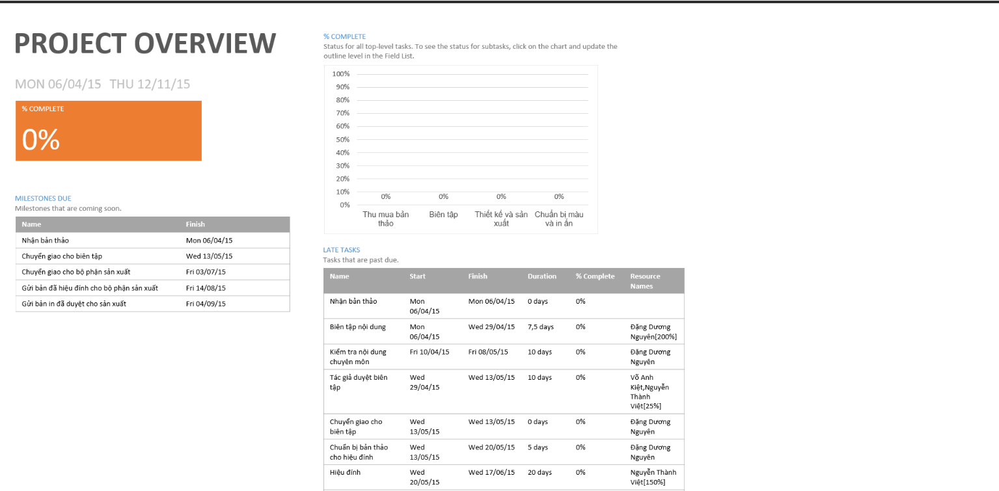 PROJECT OVERVIEW
MON 06/04/15 THU 12/11/15
% COMPLETE
0%
MILESTONES DUE
Milestones that are coming soon.
Name Finish
Nhận bản thảo Mon 06/04/15
Chuyển giao cho biên tập Wed 13/05/15
Chuyển giao cho bộ phận sản xuất Fri 03/07/15
Gửi bản đã hiệu đính cho bộ phận sản xuất Fri 14/08/15
Gửi bản in đã duyệt cho sản xuất Fri 04/09/15
% COMPLETE
Status for all top-level tasks. To see the status for subtasks, click on the chart and update the
outline level in the Field List.
100%
90%
80%
70%
60%
50%
40%
30%
20%
10%
0%
0% 0% 0% 0%
Thu mua bản Biên tập Thiết kế và sản Chuẩn bị màu
thảo xuất và in ấn
LATE TASKS
Tasks that are past due.
Name Start Finish Duration % Complete Resource
Names
Nhận bản thảo Mon Mon 06/04/15 0 days 0%
06/04/15
Biên tập nội dung Mon Wed 29/04/15 7,5 days 0% Đặng Dương
06/04/15 Nguyên[200%]
Kiểm tra nội dung Fri 10/04/15 Fri 08/05/15 10 days 0% Đặng Dương
chuyên môn Nguyên
Tác giả duyệt biên Wed Wed 13/05/15 10 days 0% Võ Anh
tập 29/04/15 Kiệt,Nguyễn
Thành
Việt[25%]
Chuyển giao cho Wed Wed 13/05/15 0 days 0% Đặng Dương
biên tập 13/05/15 Nguyên
Chuẩn bị bản thảo Wed Wed 20/05/15 5 days 0% Đặng Dương
cho hiệu đính 13/05/15 Nguyên
Hiệu đính Wed Wed 17/06/15 20 days 0% Nguyễn Thành
20/05/15 Việt[150%]